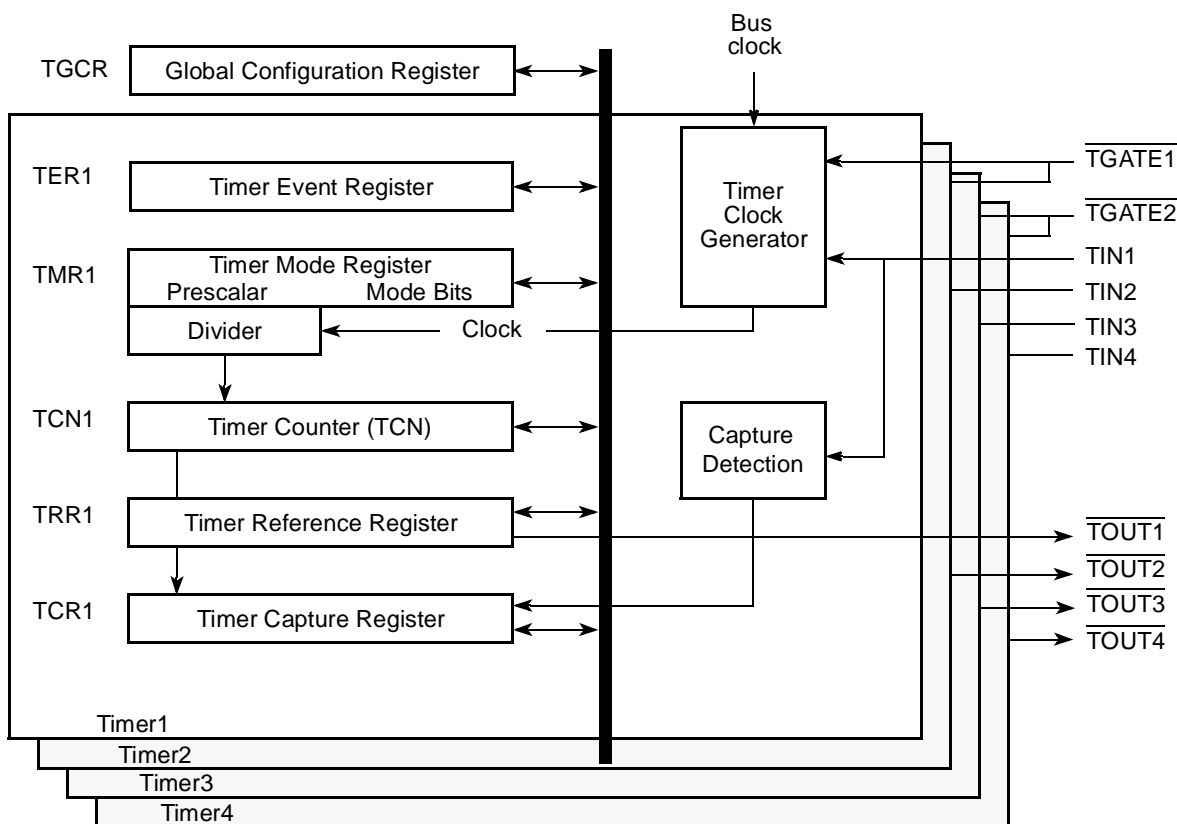 Bus
clock
TGCR
Global Configuration Register
TER1
Timer Event Register
Timer
Clock
Generator
TGATE1
TGATE2
TMR1
Timer Mode Register
Prescalar
Mode Bits
TIN1
TIN2
TIN3
TIN4
Divider
Clock
TCN1
Timer Counter (TCN)
Capture
Detection
TRR1
Timer Reference Register
TOUT1
TOUT2
TOUT3
TOUT4
TCR1
Timer Capture Register
Timer1
Timer2
Timer3
Timer4